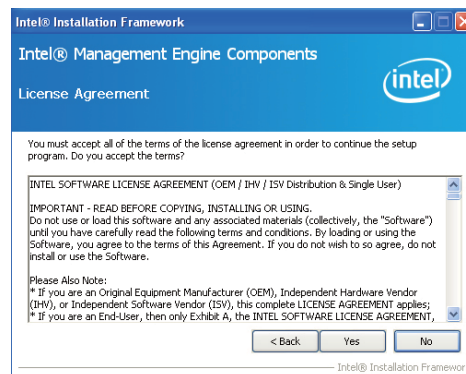 Intel® Installation Framework
Intel® Management Engine Components
License Agreement
intel
You must accept all of the terms of the license agreement in order to continue the setup
program. Do you accept the terms?
INTEL SOFTWARE LICENSE AGREEMENT (OEM / IHV / ISV Distribution & Single User)
IMPORTANT - READ BEFORE COPYING, INSTALLING OR USING.
Do not use or load this software and any associated materials (collectively, the "Software")
until you have carefully read the following terms and conditions. By loading or using the
Software, you agree to the terms of this Agreement. If you do not wish to so agree, do not
install or use the Software.
Please Also Note:
* If you are an Original Equipment Manufacturer (OEM), Independent Hardware Vendor
(IHV), or Independent Software Vendor (ISV), this complete LICENSE AGREEMENT applies;
* If you are an End-User, then only Exhibit A, the INTEL SOFTWARE LICENSE AGREEMENT,
< Back
Yes
No
Intel® Installation Framewor